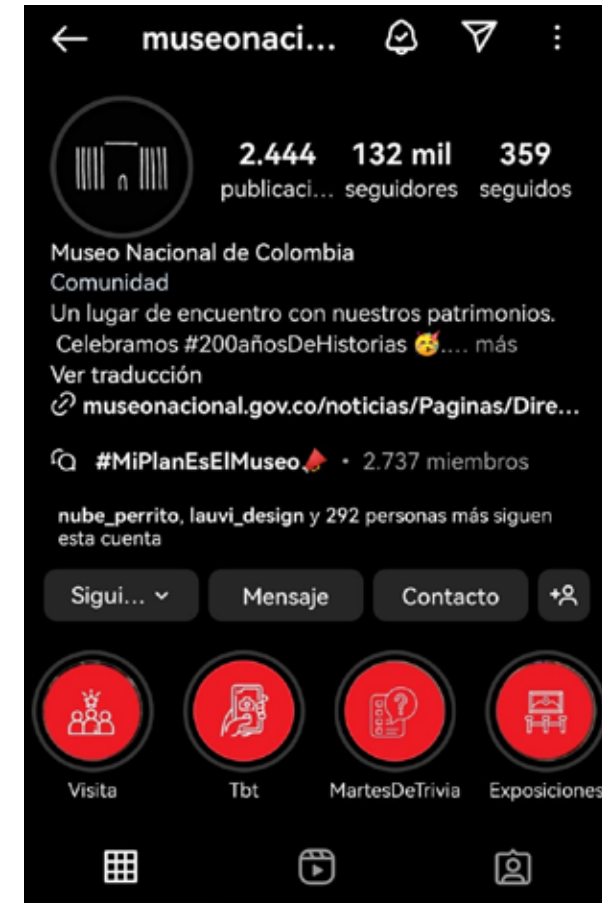 museonaci...
2.444 132 mil 359
publicaci... seguidores seguidos
Museo Nacional de Colombia
Comunidad
Un lugar de encuentro con nuestros patrimonios.
Celebramos #200añosDeHistorias 🥳.... más
Ver traducción
museonacional.gov.co/noticias/Paginas/Dire...
#MiPlanEsElMuseo📣 • 2.737 miembros
nube_perrito, lauvi_design y 292 personas más siguen
esta cuenta
Sigui... Mensaje Contacto
Visita Tbt MartesDeTrivia Exposiciones